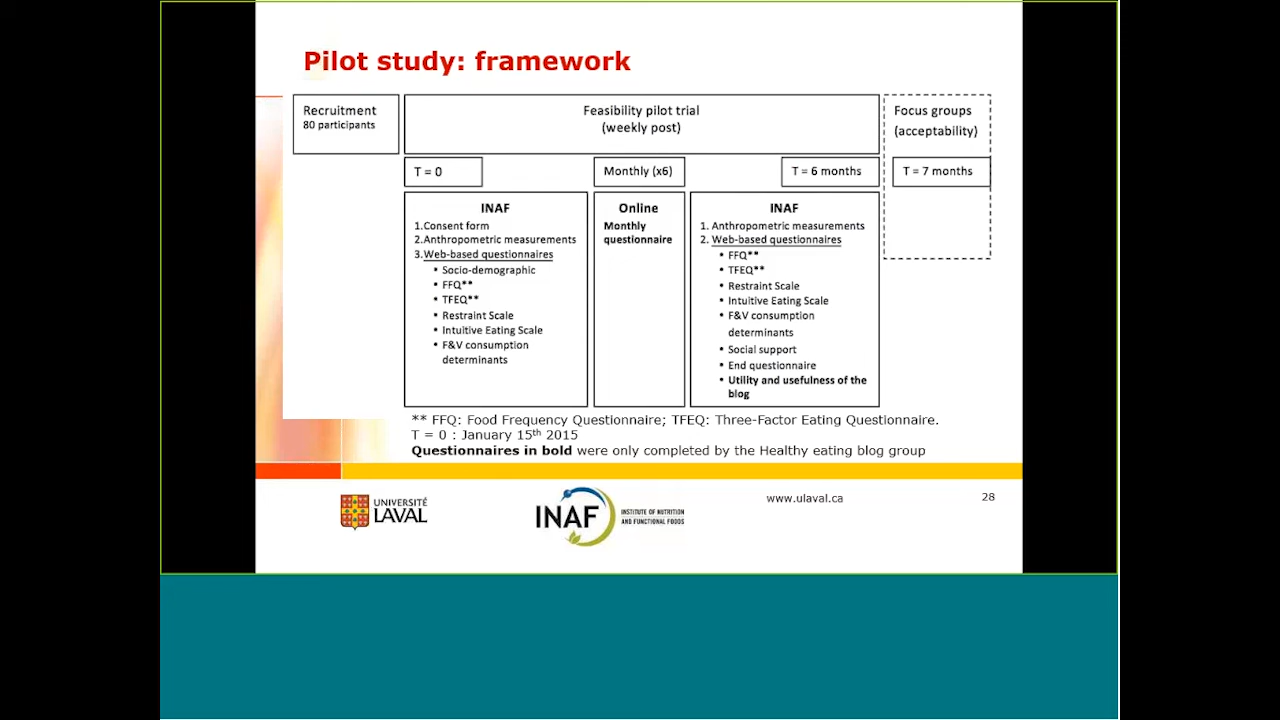 Pilot study: framework
Recruitment
80 participants
Feasibility pilot trial
(weekly post)
Focus groups
(acceptability)
T = 0
Monthly (x6)
T = 6 months
T = 7 months
INAF
1.Consent form
2.Anthropometric measurements
3.Web-based questionnaires
• Socio-demographic
• FFQ**
• TFEQ**
• Restraint Scale
• Intuitive Eating Scale
• F&V consumption
determinants
Online
Monthly
questionnaire
INAF
1. Anthropometric measurements
2. Web-based questionnaires
• FFQ**
• TFEQ**
• Restraint Scale
• Intuitive Eating Scale
• F&V consumption
determinants
• Social support
• End questionnaire
• Utility and usefulness of the
blog
** FFQ: Food Frequency Questionnaire; TFEQ: Three-Factor Eating Questionnaire.
T = 0 : January 15th 2015
Questionnaires in bold were only completed by the Healthy eating blog group
UNIVERSITÉ
LAVAL
INAF
INSTITUTE OF NUTRITION
AND FUNCTIONAL FOODS
www.ulaval.ca
28